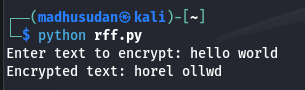 ┌──(madhusudan㉿kali)-[~]
└─$ python rff.py
Enter text to encrypt: hello world
Encrypted text: horel ollwd